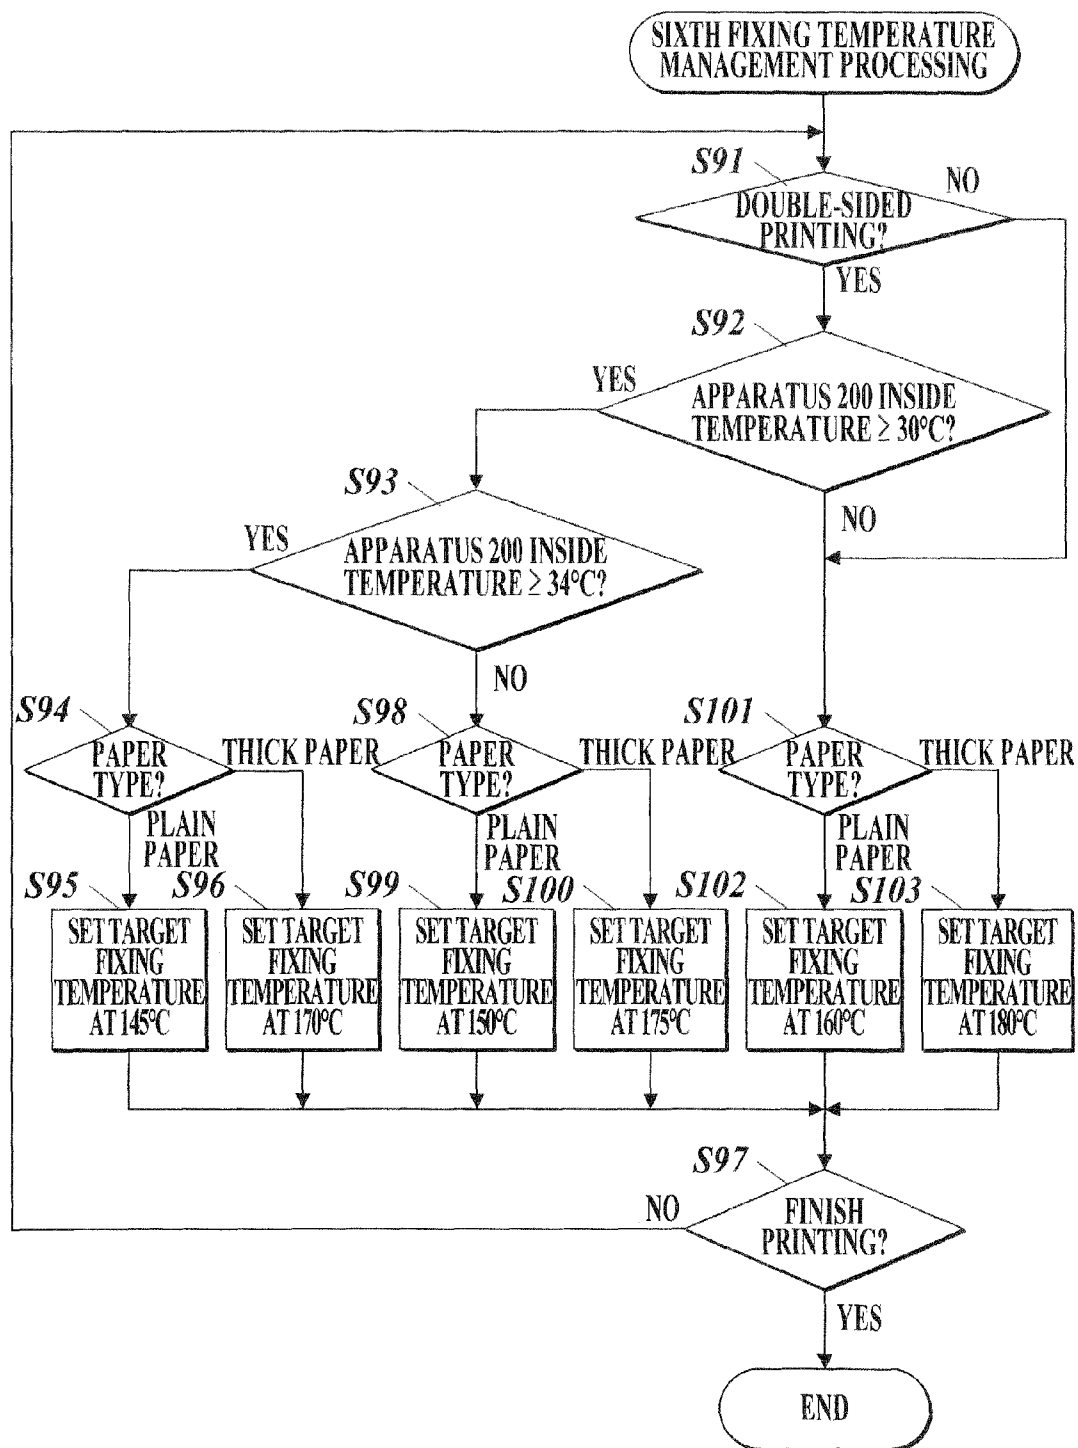 SIXTH FIXING TEMPERATURE
MANAGEMENT PROCESSING
S91
NO
DOUBLE-SIDED
PRINTING?
YES
S92
YES
APPARATUS 200 INSIDE
TEMPERATURE ≥ 30°C?
NO
S93
YES
APPARATUS 200 INSIDE
TEMPERATURE ≥ 34°C?
NO
S94
PAPER
TYPE?
THICK PAPER
PLAIN
PAPER
S98
PAPER
TYPE?
THICK PAPER
PLAIN
PAPER
S101
PAPER
TYPE?
THICK PAPER
PLAIN
PAPER
S95
SET TARGET
FIXING
TEMPERATURE
AT 145°C
S96
SET TARGET
FIXING
TEMPERATURE
AT 170°C
S99
SET TARGET
FIXING
TEMPERATURE
AT 150°C
S100
SET TARGET
FIXING
TEMPERATURE
AT 175°C
S102
SET TARGET
FIXING
TEMPERATURE
AT 160°C
S103
SET TARGET
FIXING
TEMPERATURE
AT 180°C
S97
NO
FINISH
PRINTING?
YES
END